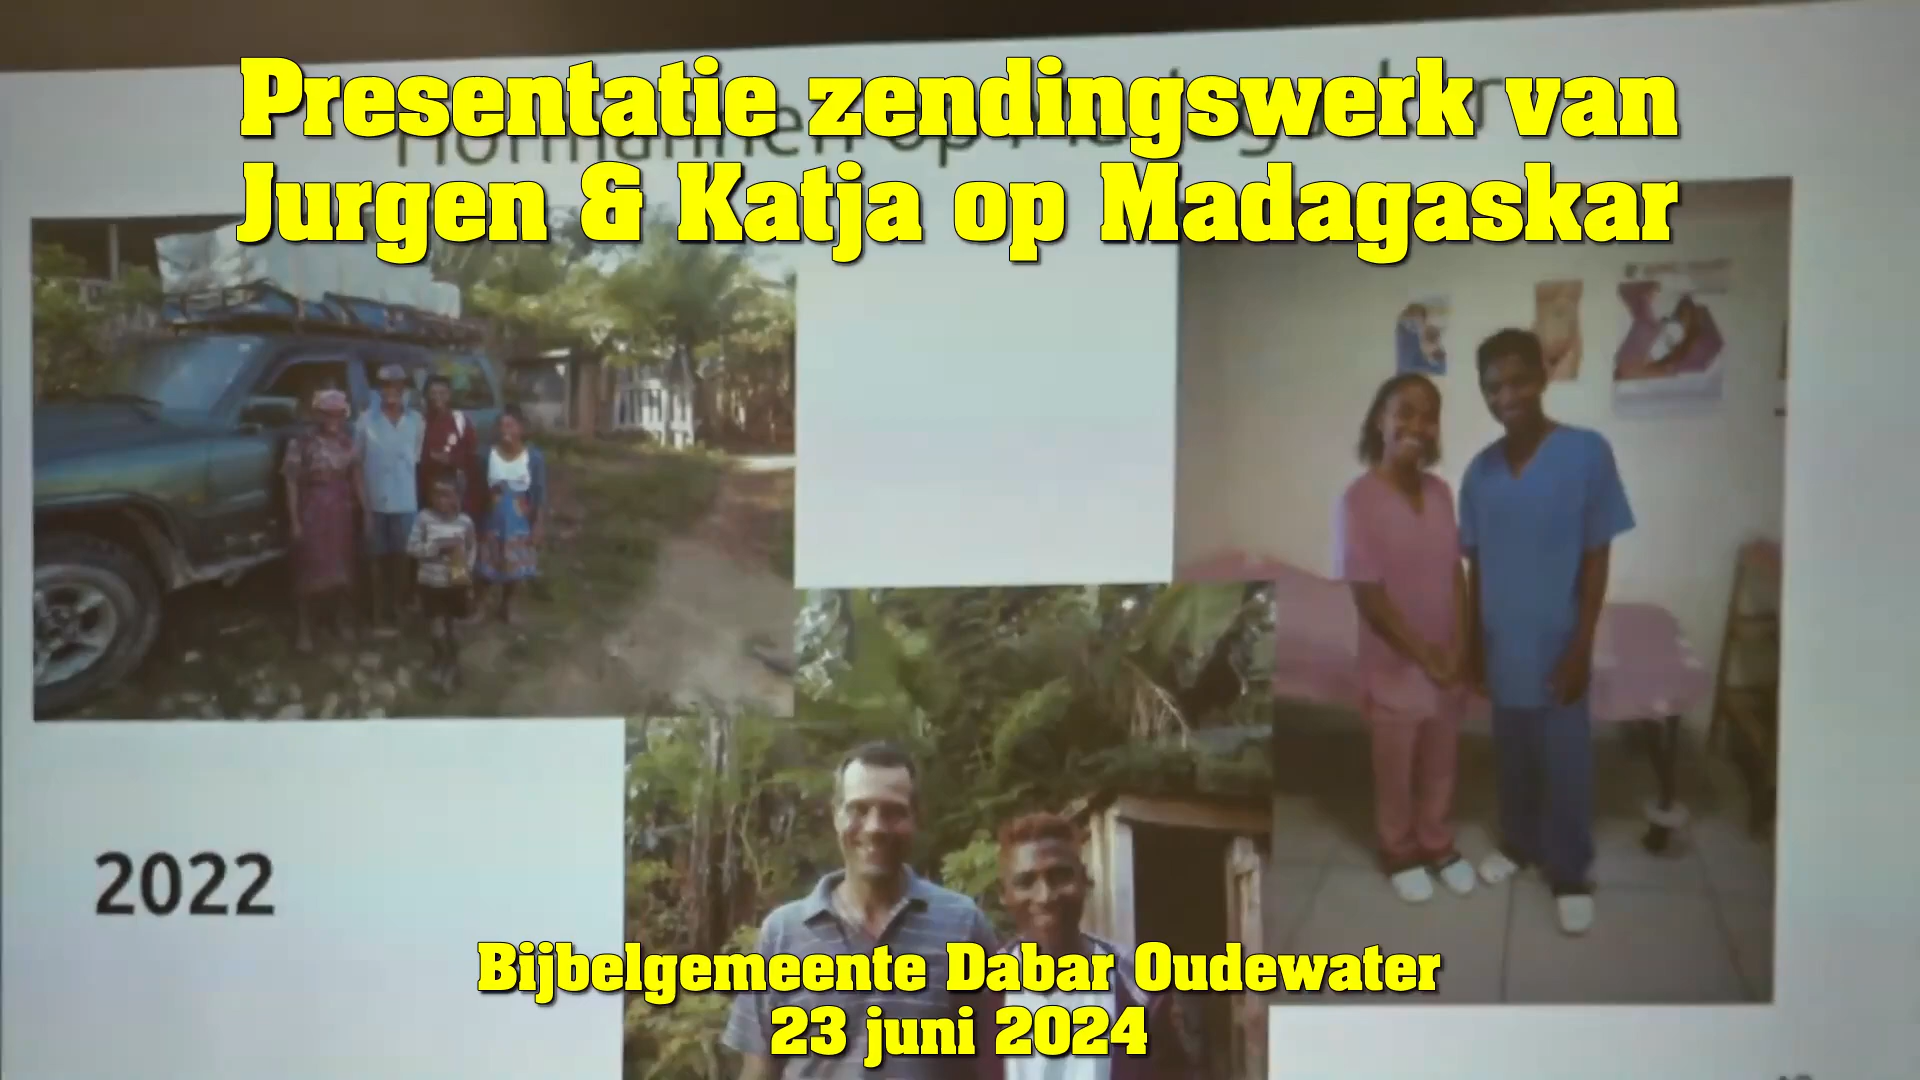 Presentatie zendingswerk van
Jurgen & Katja op Madagaskar
2022
Bijbelgemeente Dabar Oudewater
23 juni 2024